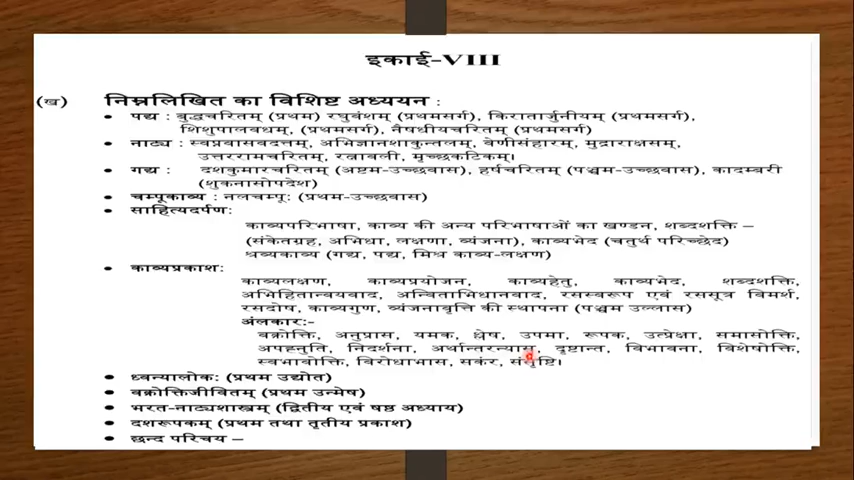 इकाई-VIII
(ख) निम्नलिखित का विशिष्ट अध्ययन :
• पद्य : बुद्धचरितम् (प्रथम) रघुवंशम् (प्रथमसर्ग), किरातार्जुनीयम् (प्रथमसर्ग),
शिशुपालवधम्, (प्रथमसर्ग), नैषधीयचरितम् (प्रथमसर्ग)
• नाट्य : स्वप्नवासवदत्तम्, अभिज्ञानशाकुन्तलम्, वेणीसंहारम्, मुद्राराक्षसम्,
उत्तररामचरितम्, रत्नावली, मृच्छकटिकम्।
• गद्य : दशकुमारचरितम् (अष्टम-उच्छवास), हर्षचरितम् (पञ्चम-उच्छवास), कादम्बरी
(शुकनासोपदेश)
• चम्पूकाव्य : नलचम्पू: (प्रथम-उच्छवास)
• साहित्यदर्पण:
काव्यपरिभाषा, काव्य की अन्य परिभाषाओं का खण्डन, शब्दशक्ति –
(संकेतग्रह, अभिधा, लक्षणा, व्यंजना), काव्यभेद (चतुर्थ परिच्छेद)
श्रव्यकाव्य (गद्य, पद्य, मिश्र काव्य-लक्षण)
• काव्यप्रकाश:
काव्यलक्षण, काव्यप्रयोजन, काव्यहेतु, काव्यभेद, शब्दशक्ति,
अभिहितान्वयवाद, अन्विताभिधानवाद, रसस्वरूप एवं रससूत्र विमर्श,
रसदोष, काव्यगुण, व्यंजनावृत्ति की स्थापना (पञ्चम उल्लास)
अंलकार:-
वक्रोक्ति, अनुप्रास, यमक, श्लेष, उपमा, रूपक, उत्प्रेक्षा, समासोक्ति,
अपह्नुति, निदर्शना, अर्थान्तरन्यास, दृष्टान्त, विभावना, विशेषोक्ति,
स्वभावोक्ति, विरोधाभास, सकंर, संसृष्टि।
• ध्वन्यालोक: (प्रथम उद्योत)
• वक्रोक्तिजीवितम् (प्रथम उन्मेष)
• भरत-नाट्यशास्त्रम् (द्वितीय एवं षष्ठ अध्याय)
• दशरूपकम् (प्रथम तथा तृतीय प्रकाश)
• छन्द परिचय –